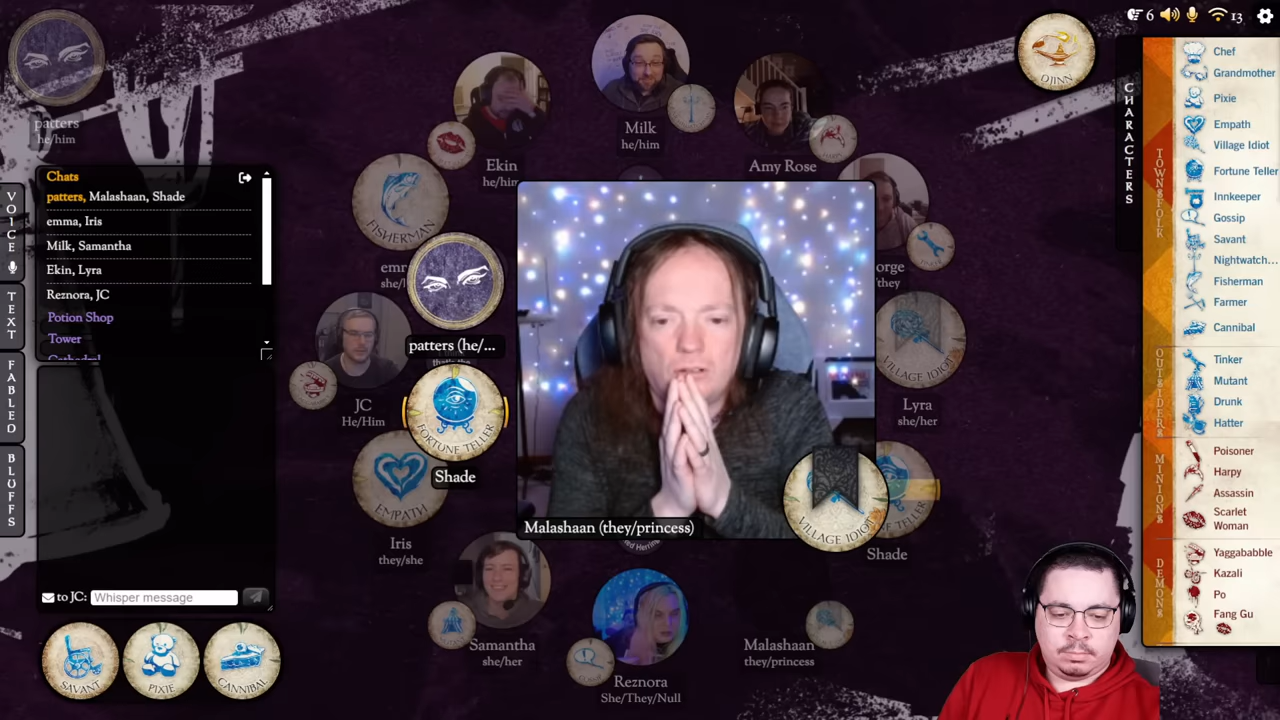 6
13
patters
he/him
VOICE
TEXT
FABLED
BLUFFS
Chats
patters, Malashaan, Shade
emma, Iris
Milk, Samantha
Ekin, Lyra
Reznora, JC
Potion Shop
Tower
Cathedral
to JC: Whisper message
SAVANT
PIXIE
CANNIBAL
Ekin
he/him
Milk
he/him
Amy Rose
FISHERMAN
JC
He/Him
EMPATH
Iris
they/she
patters (he/...
FORTUNE TELLER
Shade
Malashaan (they/princess)
VILLAGE IDIOT
VILLAGE IDIOT
Lyra
she/her
Shade
Samantha
she/her
Reznora
She/They/Null
Malashaan
they/princess
DJINN
CHARACTERS
TOWNSFOLK
Chef
Grandmother
Pixie
Empath
Village Idiot
Fortune Teller
Innkeeper
Gossip
Savant
Nightwatch...
Fisherman
Farmer
Cannibal
OUTSIDERS
Tinker
Mutant
Drunk
Hatter
MINIONS
Poisoner
Harpy
Assassin
Scarlet
Woman
DEMONS
Yaggababble
Kazali
Po
Fang Gu